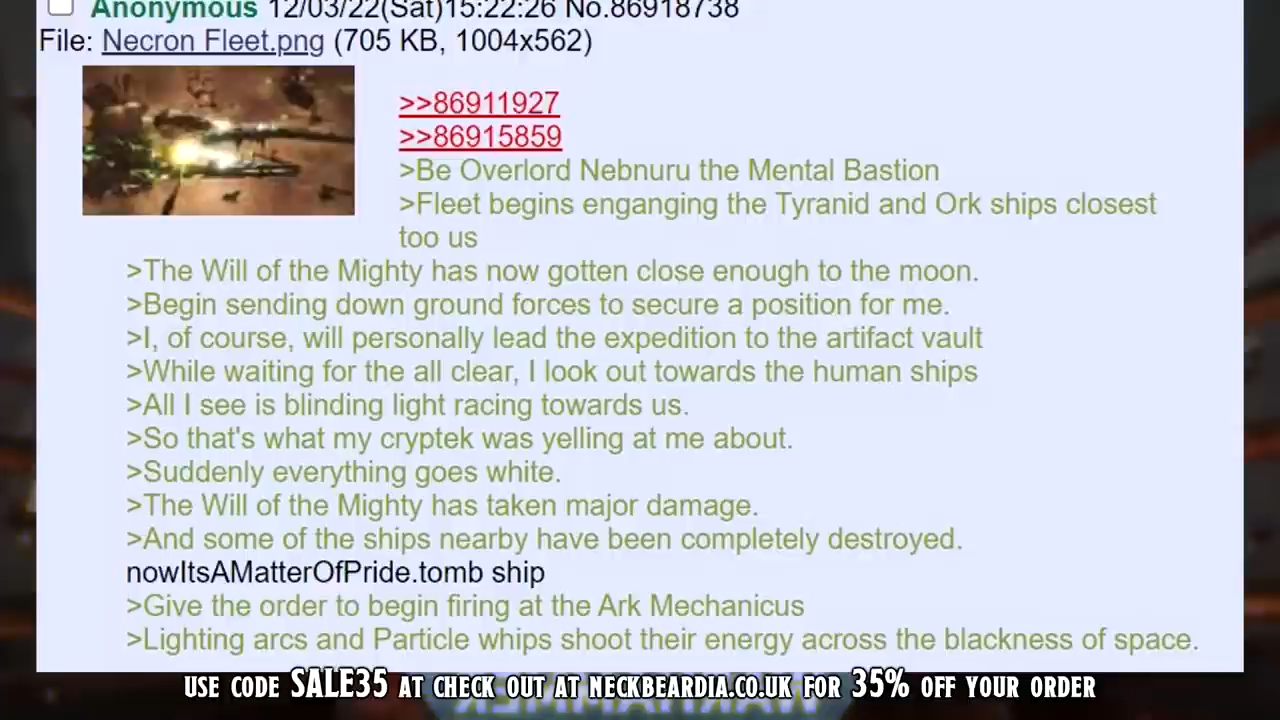 Anonymous 12/03/22(Sat)15:22:26 No.86918738
File: Necron Fleet.png (705 KB, 1004x562)
>>86911927
>>86915859
>Be Overlord Nebnuru the Mental Bastion
>Fleet begins enganging the Tyranid and Ork ships closest
too us
>The Will of the Mighty has now gotten close enough to the moon.
>Begin sending down ground forces to secure a position for me.
>I, of course, will personally lead the expedition to the artifact vault
>While waiting for the all clear, I look out towards the human ships
>All I see is blinding light racing towards us.
>So that's what my cryptek was yelling at me about.
>Suddenly everything goes white.
>The Will of the Mighty has taken major damage.
>And some of the ships nearby have been completely destroyed.
nowItsAMatterOfPride.tomb ship
>Give the order to begin firing at the Ark Mechanicus
>Lighting arcs and Particle whips shoot their energy across the blackness of space.
USE CODE SALE35 AT CHECK OUT AT NECKBEARDIA.CO.UK FOR 35% OFF YOUR ORDER